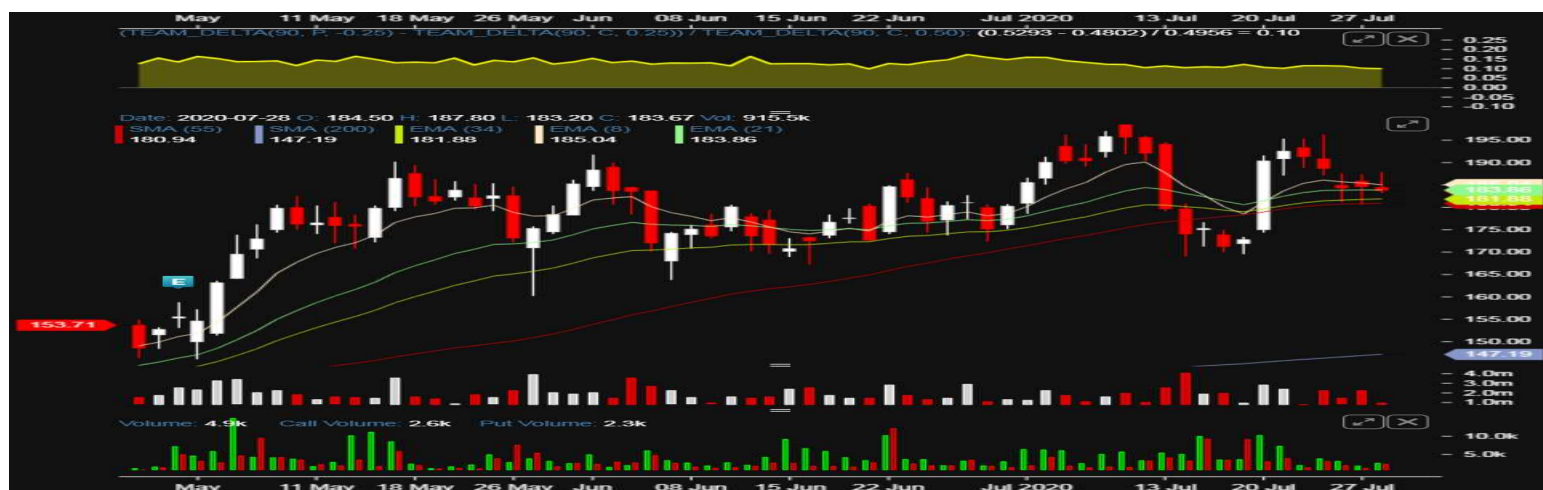 May 11 May 18 May 26 May Jun 08 Jun 15 Jun 22 Jun Jul 2020 13 Jul 20 Jul 27 Jul
(TEAM_DELTA(90, P, -0.25) - TEAM_DELTA(90, C, 0.25)) / TEAM_DELTA(90, C, 0.50): (0.5293 - 0.4802) / 0.4956 = 0.10
0.25
0.20
0.15
0.10
0.05
0.00
-0.05
-0.10
Date: 2020-07-28 O: 184.50 H: 187.80 L: 183.20 C: 183.67 Vol: 915.5k
SMA (55) SMA (200) EMA (34) EMA (8) EMA (21)
180.94 147.19 181.88 185.04 183.86
195.00
190.00
183.86
181.88
175.00
170.00
165.00
160.00
155.00
150.00
147.19
E
153.71
4.0m
3.0m
2.0m
1.0m
Volume: 4.9k Call Volume: 2.6k Put Volume: 2.3k
10.0k
5.0k
May 11 May 18 May 26 May Jun 08 Jun 15 Jun 22 Jun Jul 2020 13 Jul 20 Jul 27 Jul